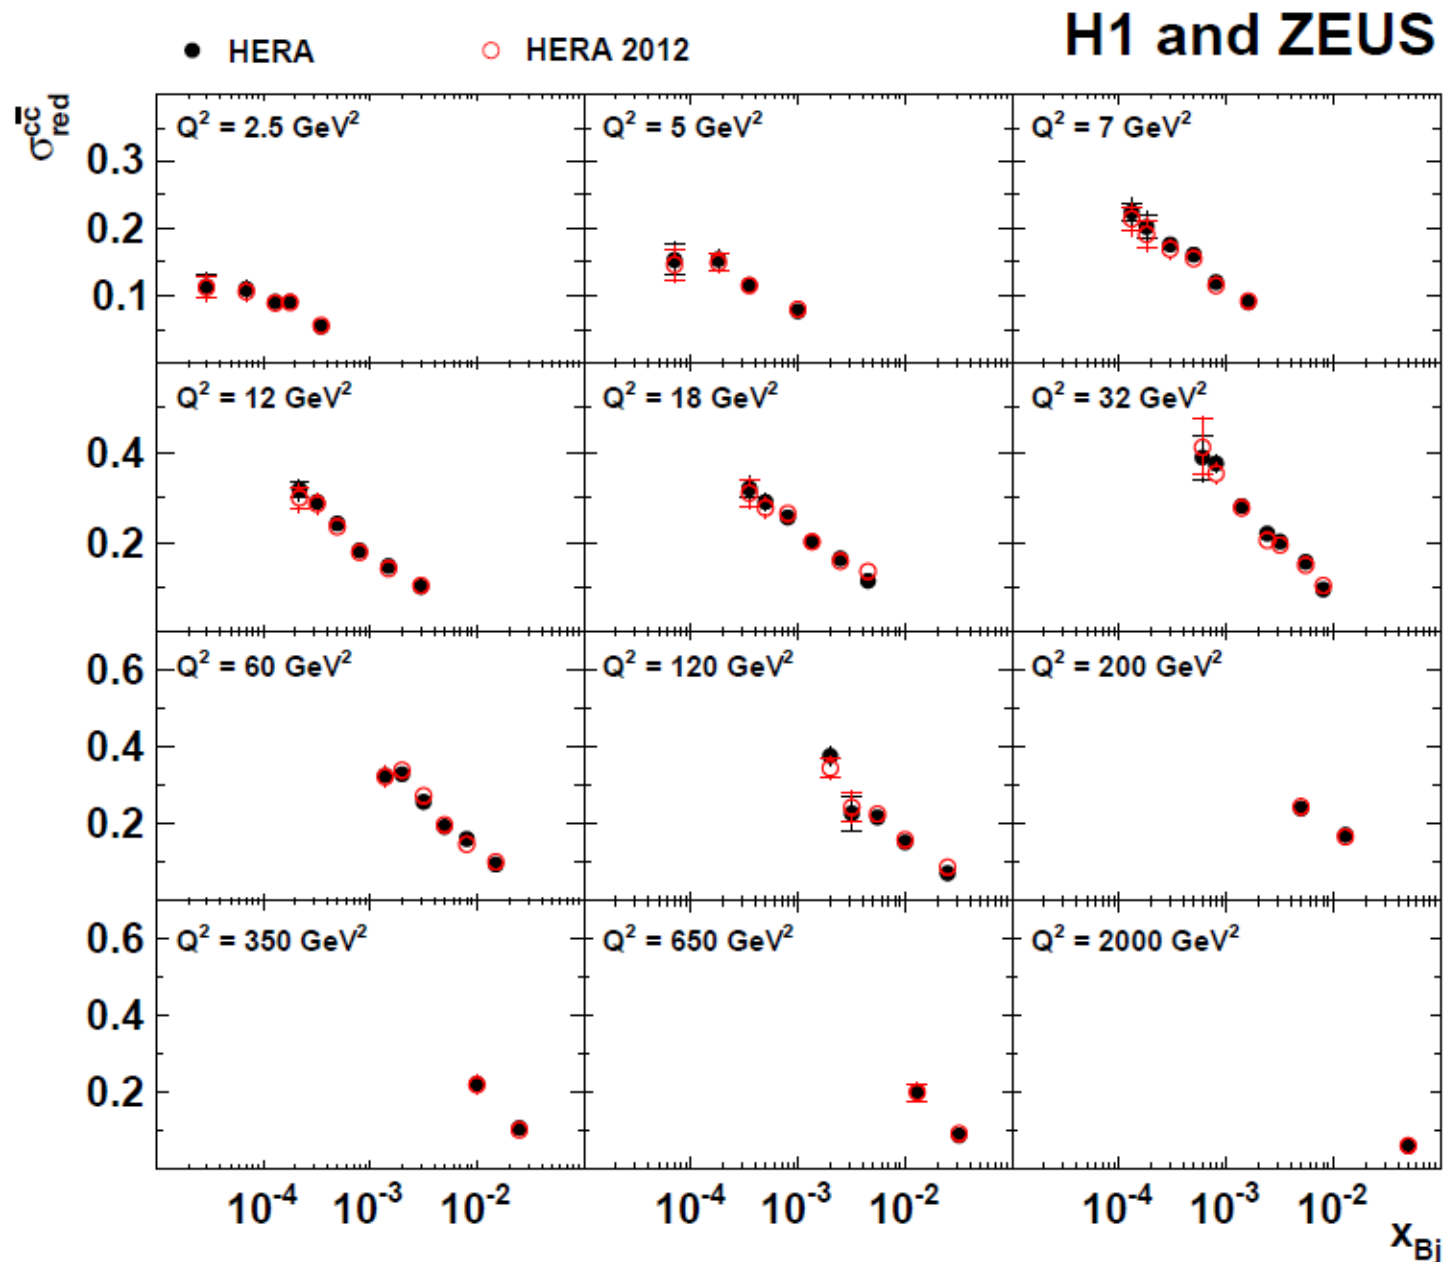 H1 and ZEUS
HERA
HERA 2012
σ_red^cc̄
Q² = 2.5 GeV²
Q² = 5 GeV²
Q² = 7 GeV²
0.3
0.2
0.1
Q² = 12 GeV²
Q² = 18 GeV²
Q² = 32 GeV²
0.4
0.2
Q² = 60 GeV²
Q² = 120 GeV²
Q² = 200 GeV²
0.6
0.4
0.2
Q² = 350 GeV²
Q² = 650 GeV²
Q² = 2000 GeV²
0.6
0.4
0.2
10⁻⁴ 10⁻³ 10⁻² 10⁻⁴ 10⁻³ 10⁻² 10⁻⁴ 10⁻³ 10⁻²
x_Bj